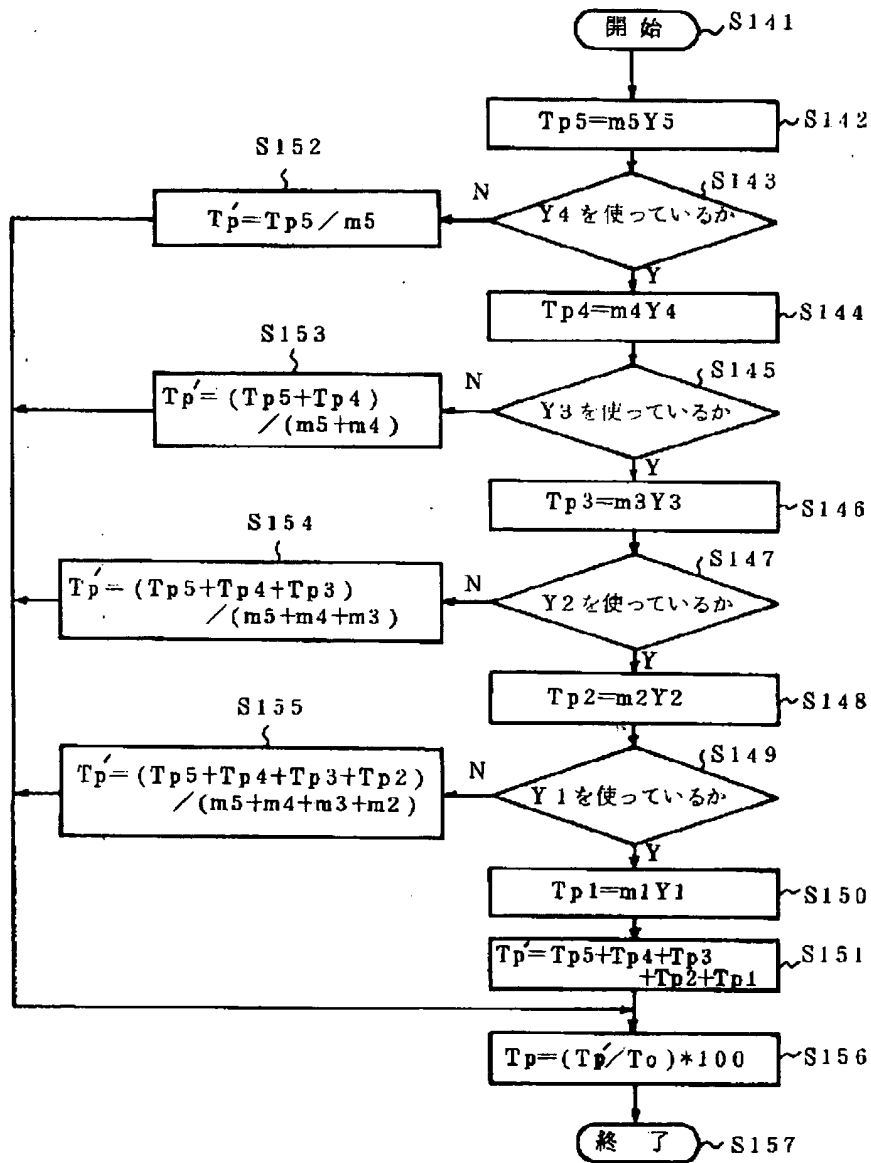 開始
S141
Tp5=m5Y5
S142
S143
Y4を使っているか
N
Y
S152
Tp′=Tp5／m5
Tp4=m4Y4
S144
S145
Y3を使っているか
N
Y
S153
Tp′=(Tp5+Tp4)
／(m5+m4)
Tp3=m3Y3
S146
S147
Y2を使っているか
N
Y
S154
Tp′=(Tp5+Tp4+Tp3)
／(m5+m4+m3)
Tp2=m2Y2
S148
S149
Y1を使っているか
N
Y
S155
Tp′=(Tp5+Tp4+Tp3+Tp2)
／(m5+m4+m3+m2)
Tp1=m1Y1
S150
Tp′=Tp5+Tp4+Tp3
+Tp2+Tp1
S151
Tp=(Tp′/To)*100
S156
終了
S157